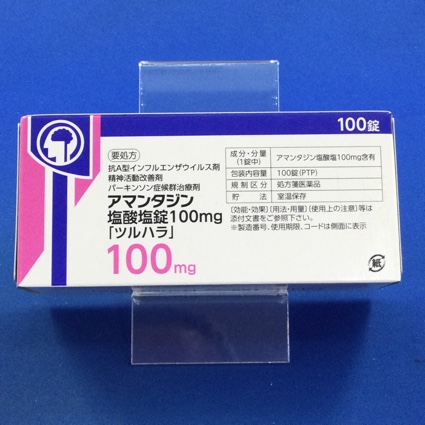 100錠
要処方
抗A型インフルエンザウイルス剤
精神活動改善剤
パーキンソン症候群治療剤
アマンタジン
塩酸塩錠100mg
「ツルハラ」
100mg
成分・分量 (1錠中) アマンタジン塩酸塩100mg含有
包装内容量 100錠(PTP)
規制区分 処方箋医薬品
貯法 室温保存
〔効能・効果〕〔用法・用量〕〔使用上の注意〕等は
添付文書をご参照下さい。
※製造番号、使用期限、コードは側面に表示
紙